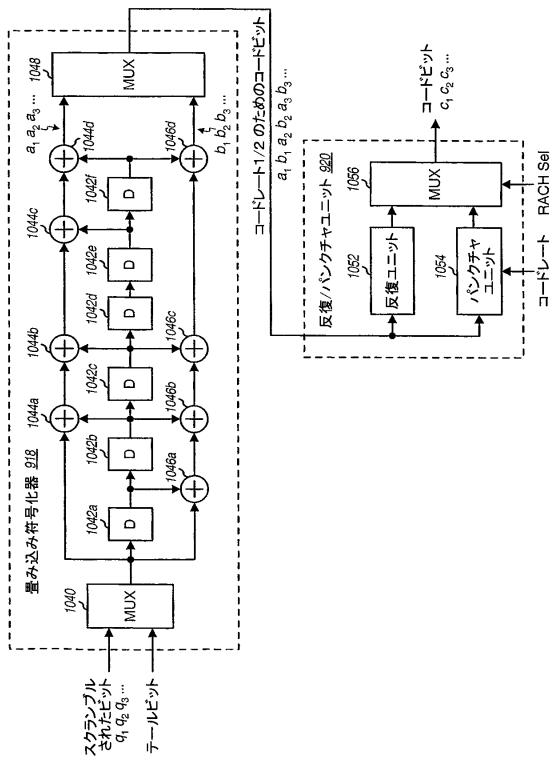 畳み込み符号化器 918
スクランブル
されたビット
q₁ q₂ q₃ ...
テールビット
1040
MUX
1042a
D
1042b
D
1042c
D
1042d
D
1042e
D
1042f
D
1044a
1044b
1044c
1044d
1046a
1046b
1046c
1046d
a₁ a₂ a₃ ...
b₁ b₂ b₃ ...
1048
MUX
コードレート1/2 のためのコードビット
a₁ b₁ a₂ b₂ a₃ b₃ ...
反復/パンクチャユニット 920
1052
反復ユニット
1054
パンクチャ
ユニット
1056
MUX
コードビット
c₁ c₂ c₃ ...
コードレート
RACH Sel